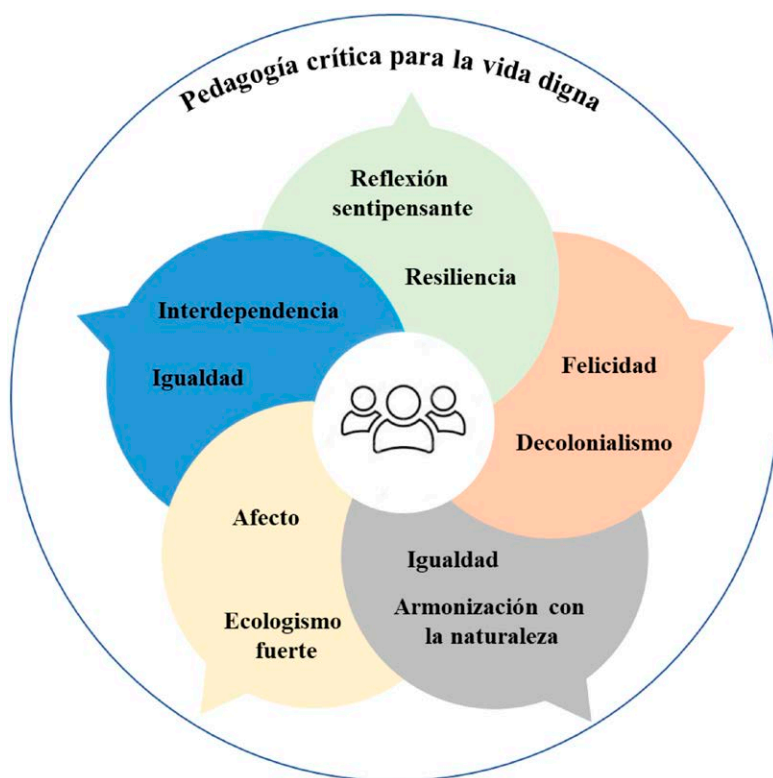 Pedagogía crítica para la vida digna
Reflexión
sentipensante
Resiliencia
Interdependencia
Igualdad
Felicidad
Decolonialismo
Afecto
Ecologismo
fuerte
Igualdad
Armonización con
la naturaleza